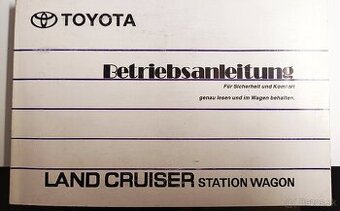 TOYOTA
Betriebsanleitung
Für Sicherheit und Komfort
genau lesen und im Wagen behalten.
LAND CRUISER STATION WAGON